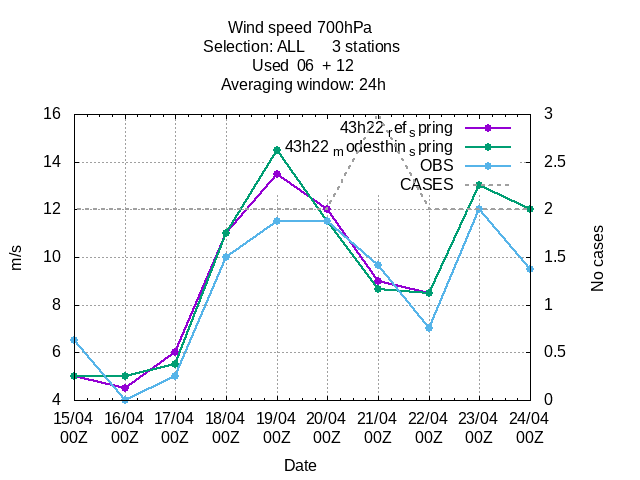 Wind speed 700hPa
Selection: ALL 3 stations
Used 06 + 12
Averaging window: 24h
16 3
43h22refspring
14 43h22modesthinspring 2.5
OBS
CASES
12 2
10 1.5
m/s
No cases
8 1
6 0.5
4 0
15/04 16/04 17/04 18/04 19/04 20/04 21/04 22/04 23/04 24/04
00Z 00Z 00Z 00Z 00Z 00Z 00Z 00Z 00Z 00Z
Date